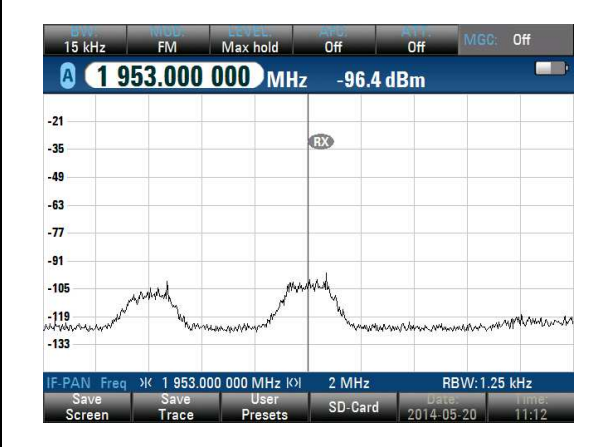 BW: MOD: LEVEL: AFC: ATT: MGC: Off
15 kHz FM Max hold Off Off
A 1 953.000 000 MHz -96.4 dBm
-21
RX
-35
-49
-63
-77
-91
-105
-119
-133
IF-PAN Freq 1 953.000 000 MHz 2 MHz RBW: 1.25 kHz
Save Save User SD-Card Date: Time:
Screen Trace Presets 2014-05-20 11:12